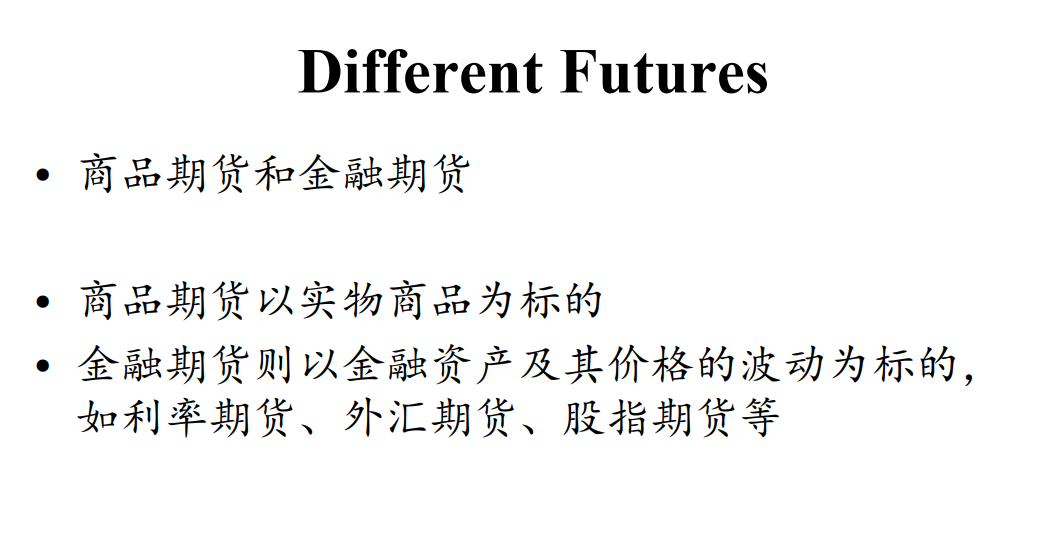 Different Futures
• 商品期货和金融期货
• 商品期货以实物商品为标的
• 金融期货则以金融资产及其价格的波动为标的，
如利率期货、外汇期货、股指期货等